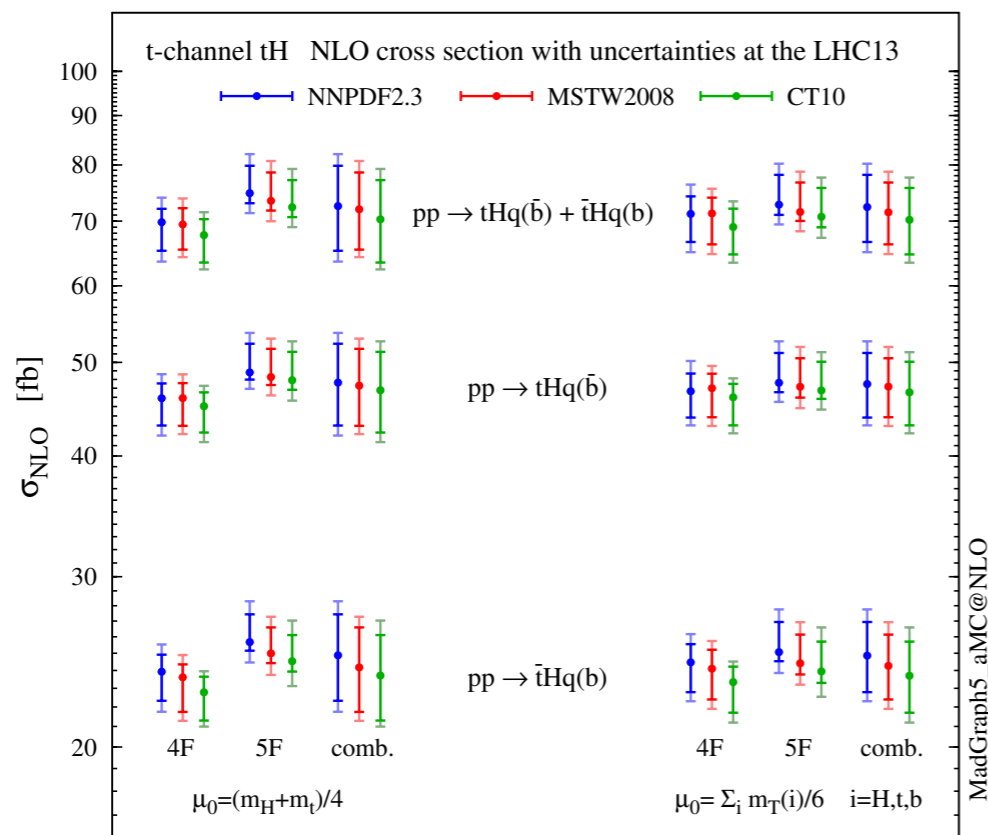 t-channel tH NLO cross section with uncertainties at the LHC13
NNPDF2.3 MSTW2008 CT10
100
90
80
70
60
50
40
30
20
σNLO [fb]
pp → tHq(b̄) + t̄Hq(b)
pp → tHq(b̄)
pp → t̄Hq(b)
4F 5F comb. 4F 5F comb.
μ0=(mH+mt)/4 μ0= Σi mT(i)/6 i=H,t,b
MadGraph5_aMC@NLO